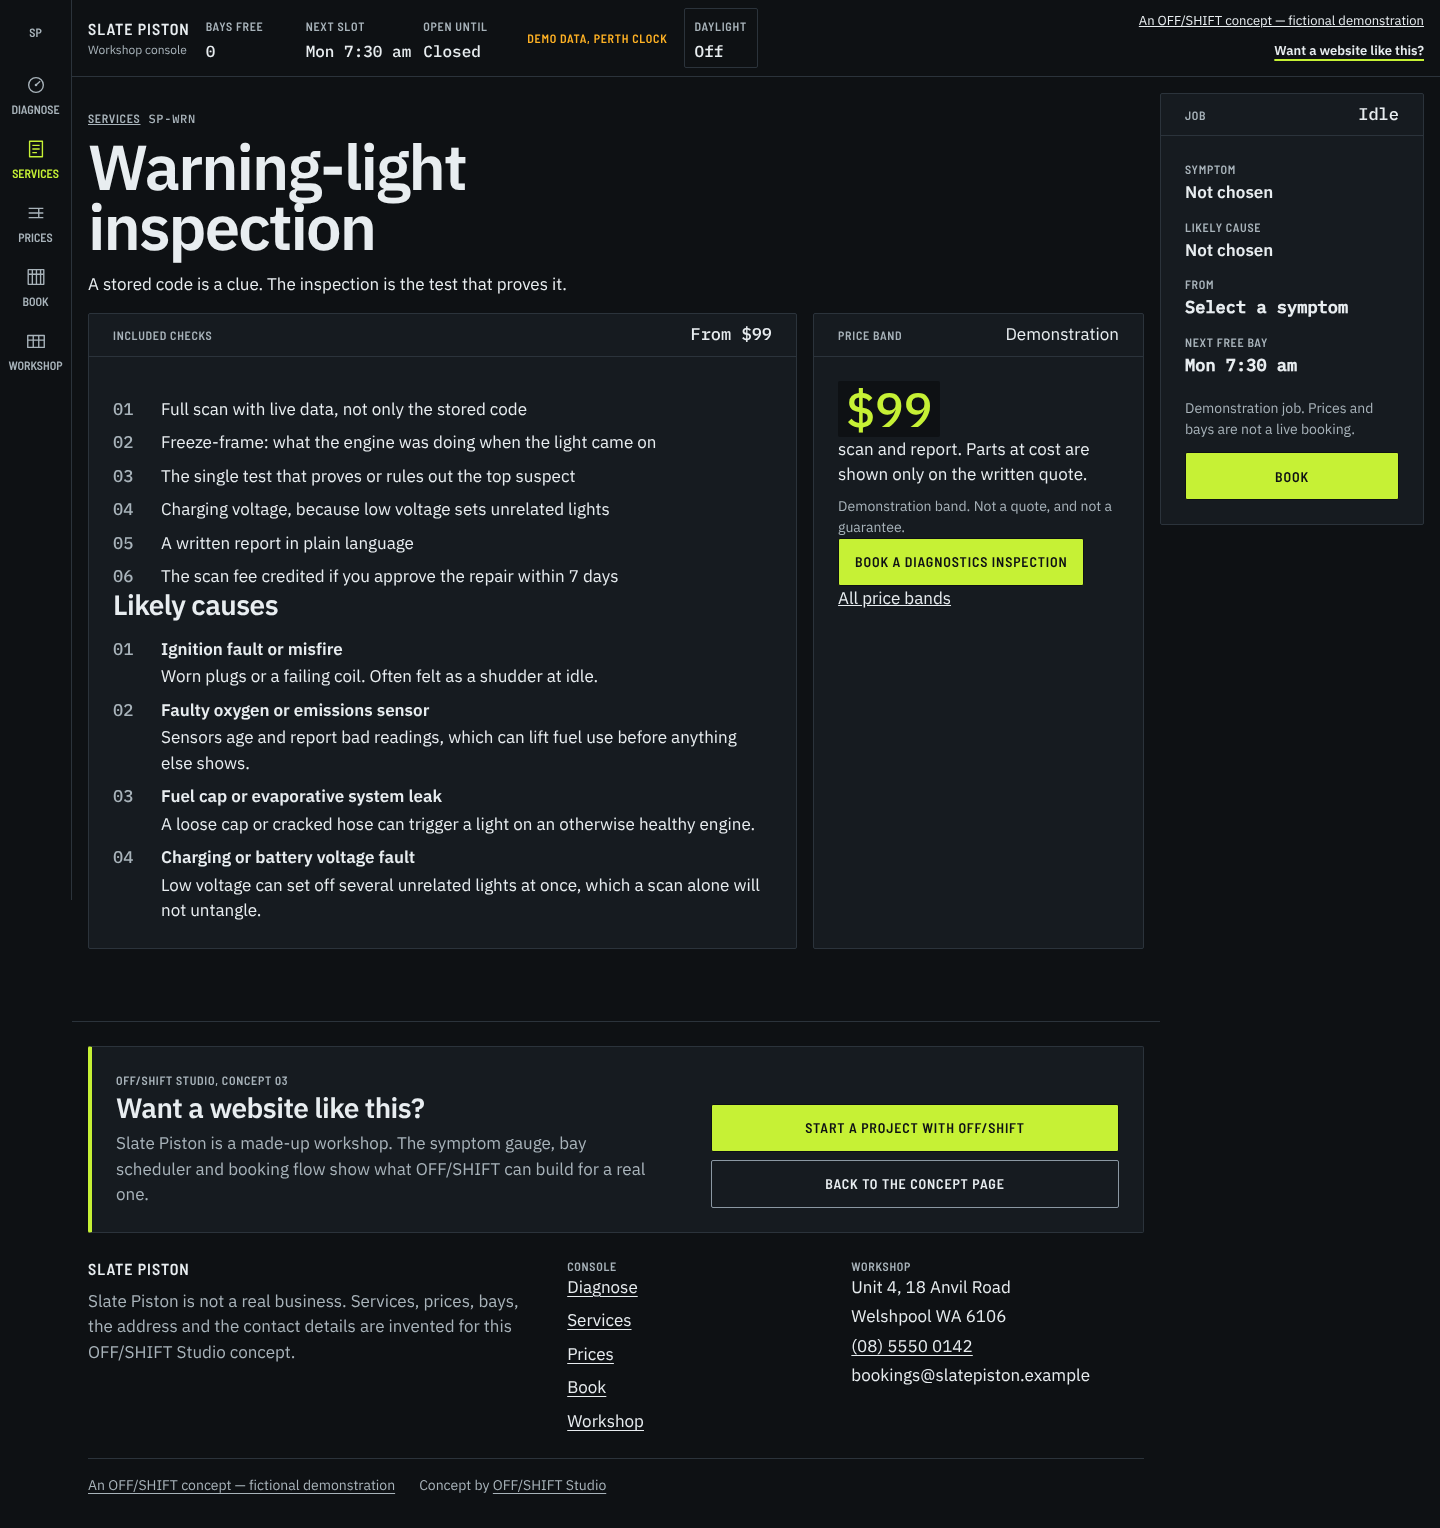 SP
DIAGNOSE
SERVICES
PRICES
BOOK
WORKSHOP
SLATE PISTON
Workshop console
BAYS FREE
0
NEXT SLOT
Mon 7:30 am
OPEN UNTIL
Closed
DEMO DATA, PERTH CLOCK
DAYLIGHT
Off
An OFF/SHIFT concept — fictional demonstration
Want a website like this?
SERVICES SP-WRN
Warning-light
inspection
A stored code is a clue. The inspection is the test that proves it.
INCLUDED CHECKS
From $99
01 Full scan with live data, not only the stored code
02 Freeze-frame: what the engine was doing when the light came on
03 The single test that proves or rules out the top suspect
04 Charging voltage, because low voltage sets unrelated lights
05 A written report in plain language
06 The scan fee credited if you approve the repair within 7 days
Likely causes
01 Ignition fault or misfire
Worn plugs or a failing coil. Often felt as a shudder at idle.
02 Faulty oxygen or emissions sensor
Sensors age and report bad readings, which can lift fuel use before anything
else shows.
03 Fuel cap or evaporative system leak
A loose cap or cracked hose can trigger a light on an otherwise healthy engine.
04 Charging or battery voltage fault
Low voltage can set off several unrelated lights at once, which a scan alone will
not untangle.
PRICE BAND
Demonstration
$99
scan and report. Parts at cost are
shown only on the written quote.
Demonstration band. Not a quote, and not a
guarantee.
BOOK A DIAGNOSTICS INSPECTION
All price bands
JOB
Idle
SYMPTOM
Not chosen
LIKELY CAUSE
Not chosen
FROM
Select a symptom
NEXT FREE BAY
Mon 7:30 am
Demonstration job. Prices and
bays are not a live booking.
BOOK
OFF/SHIFT STUDIO, CONCEPT 03
Want a website like this?
Slate Piston is a made-up workshop. The symptom gauge, bay
scheduler and booking flow show what OFF/SHIFT can build for a real
one.
START A PROJECT WITH OFF/SHIFT
BACK TO THE CONCEPT PAGE
SLATE PISTON
Slate Piston is not a real business. Services, prices, bays,
the address and the contact details are invented for this
OFF/SHIFT Studio concept.
CONSOLE
Diagnose
Services
Prices
Book
Workshop
WORKSHOP
Unit 4, 18 Anvil Road
Welshpool WA 6106
(08) 5550 0142
bookings@slatepiston.example
An OFF/SHIFT concept — fictional demonstration
Concept by OFF/SHIFT Studio